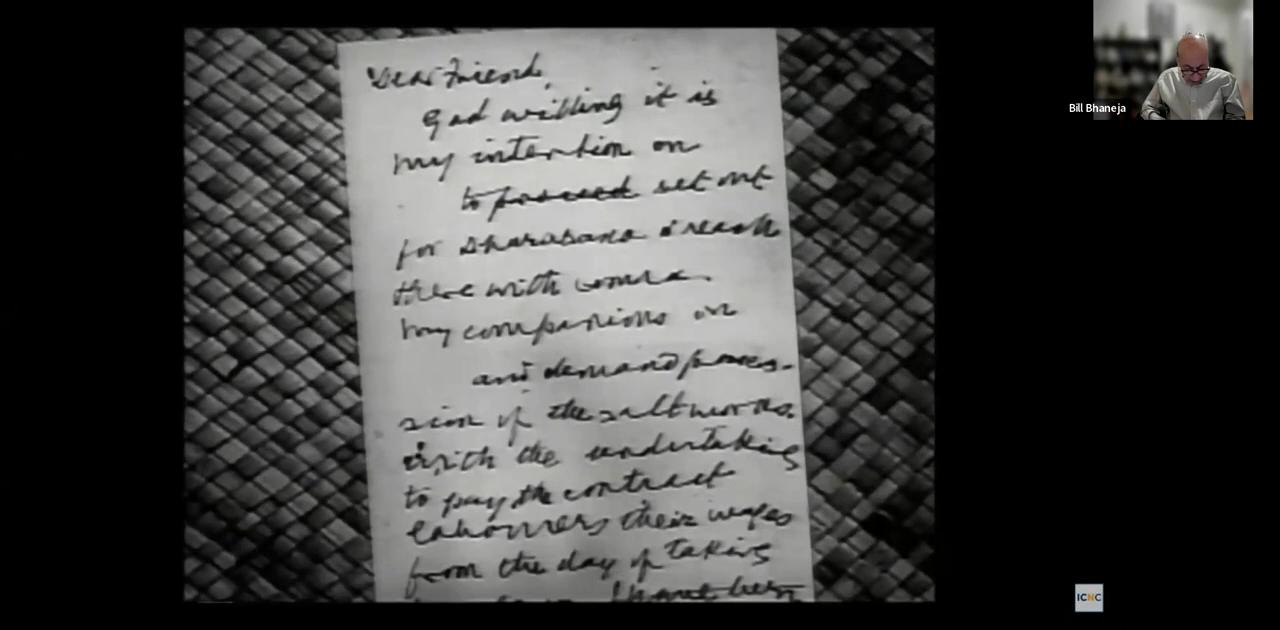 Dear Friend,
God willing it is
my intention on
to proceed set out
for Dharasana & reach
there with
my companions on
and demand posses-
sion of the salt works.
with the undertaking
to pay the contract
labourers their wages
from the day of taking
Bill Bhaneja
ICNC